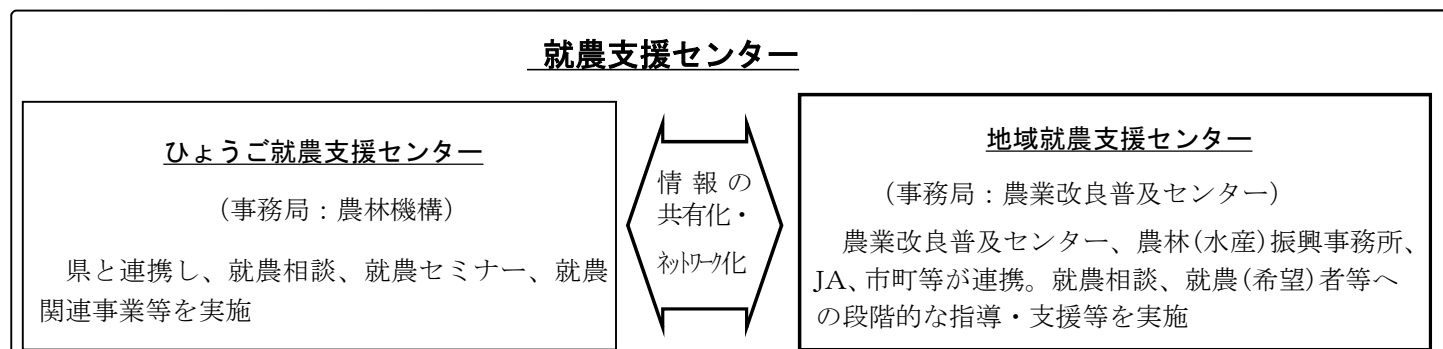 就農支援センター
ひょうご就農支援センター
(事務局:農林機構)
県と連携し、就農相談、就農セミナー、就農
関連事業等を実施
情報の
共有化・
ネットワーク化
地域就農支援センター
(事務局:農業改良普及センター)
農業改良普及センター、農林(水産)振興事務所、
JA、市町等が連携。就農相談、就農(希望)者等へ
の段階的な指導・支援等を実施